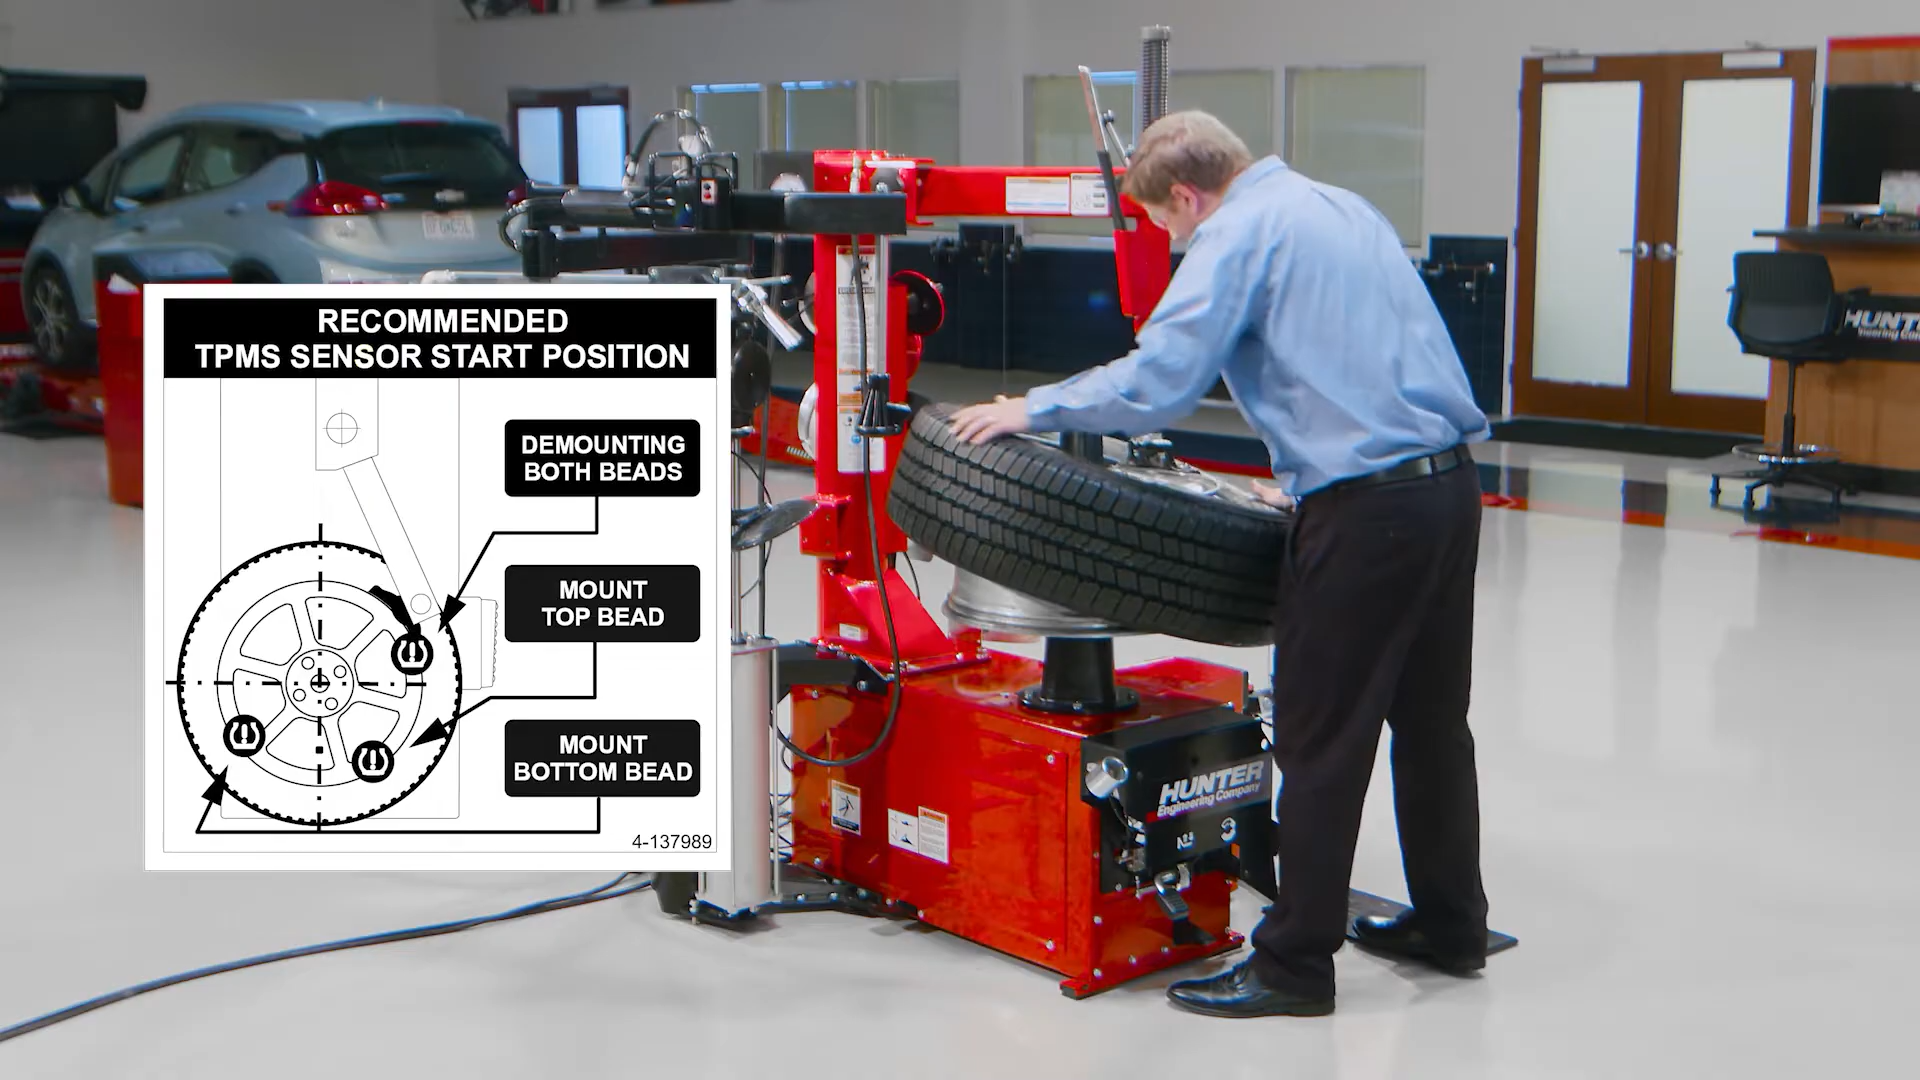 RECOMMENDED
TPMS SENSOR START POSITION
DEMOUNTING
BOTH BEADS
MOUNT
TOP BEAD
MOUNT
BOTTOM BEAD
4-137989
HUNTER
Engineering Company